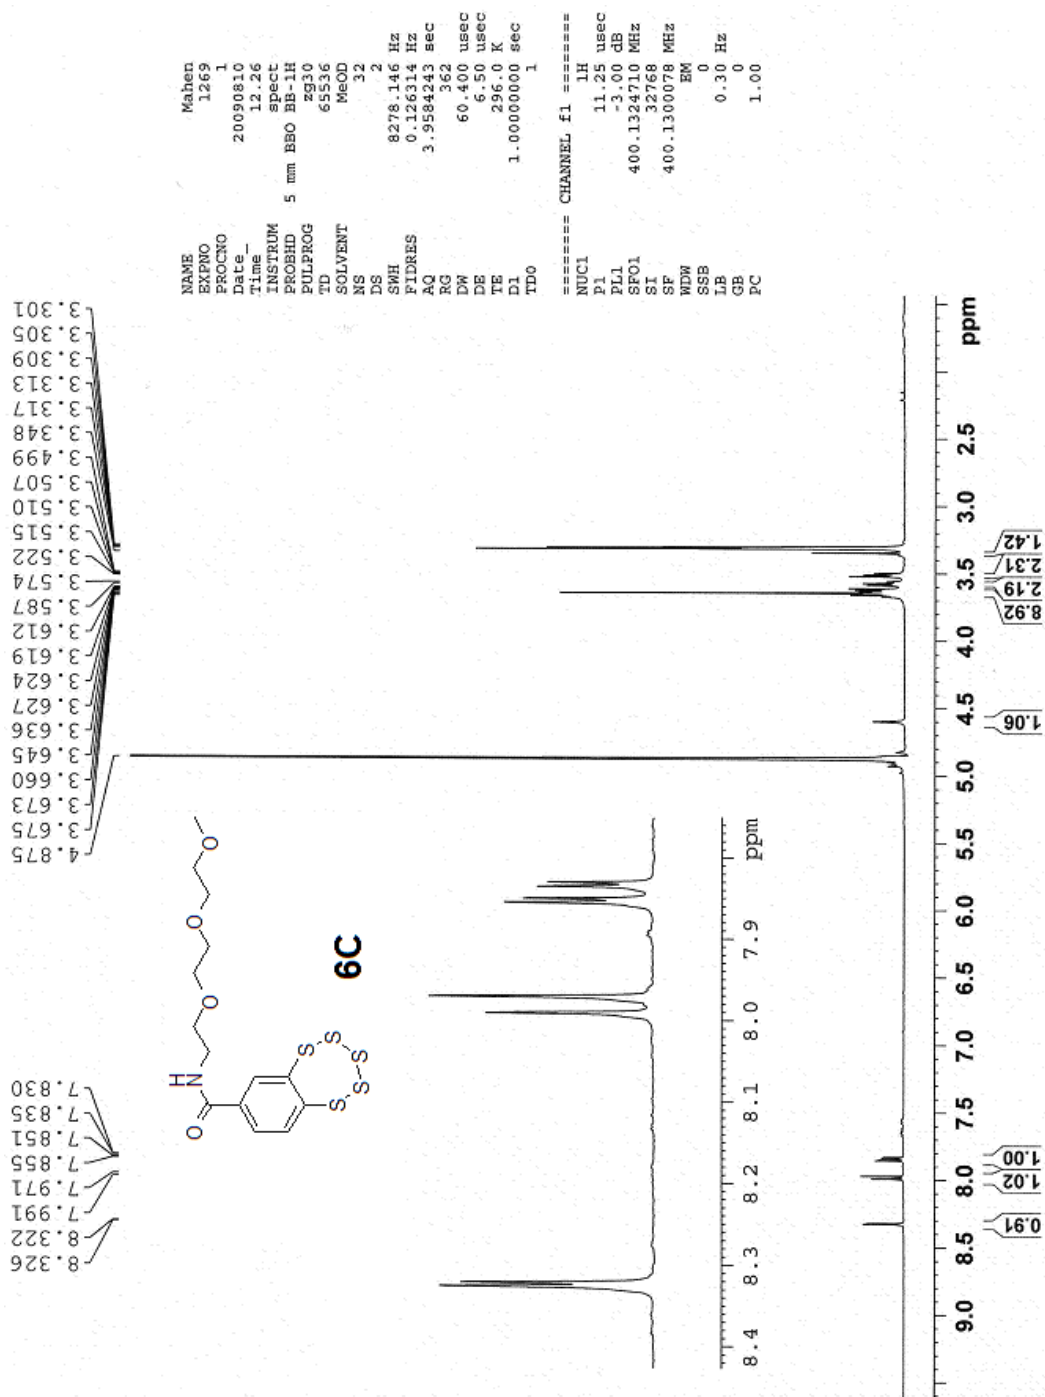 8.326
8.322
7.991
7.971
7.855
7.851
7.835
7.830
4.875
3.675
3.673
3.660
3.645
3.636
3.627
3.624
3.619
3.612
3.587
3.574
3.522
3.515
3.510
3.507
3.499
3.348
3.317
3.313
3.309
3.305
3.301
NAME Mahen
EXPNO 1269
PROCNO 1
Date_ 20090810
Time 12.26
INSTRUM spect
PROBHD 5 mm BBO BB-1H
PULPROG zg30
TD 65536
SOLVENT MeOD
NS 32
DS 2
SWH 8278.146 Hz
FIDRES 0.126314 Hz
AQ 3.9584243 sec
RG 362
DW 60.400 usec
DE 6.50 usec
TE 296.0 K
D1 1.00000000 sec
TD0 1
======== CHANNEL f1 ========
NUC1 1H
P1 11.25 usec
PL1 -3.00 dB
SFO1 400.1324710 MHz
SI 32768
SF 400.1300078 MHz
WDW EM
SSB 0
LB 0.30 Hz
GB 0
PC 1.00
O
H
N
O
O
O
S
S
S
S
S
6C
8.4 8.3 8.2 8.1 8.0 7.9 ppm
9.0 8.5 8.0 7.5 7.0 6.5 6.0 5.5 5.0 4.5 4.0 3.5 3.0 2.5 ppm
0.91
1.02
1.00
1.06
8.92
2.19
2.31
1.42